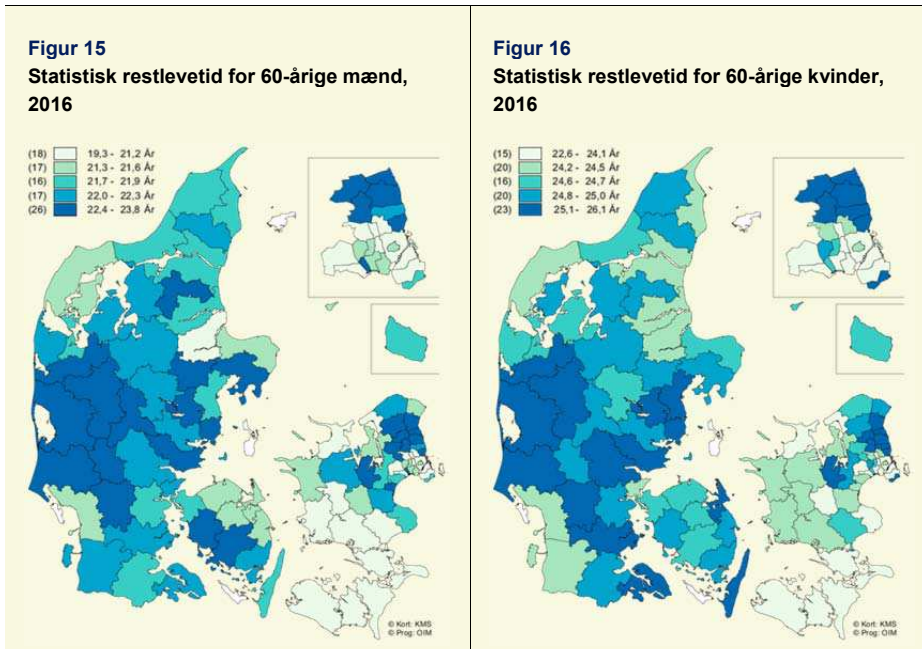 Figur 15
Statistisk restlevetid for 60-årige mænd,
2016
(18) 19,3 - 21,2 År
(17) 21,3 - 21,6 År
(16) 21,7 - 21,9 År
(17) 22,0 - 22,3 År
(26) 22,4 - 23,8 År
© Kort: KMS
© Prog: OIM
Figur 16
Statistisk restlevetid for 60-årige kvinder,
2016
(15) 22,6 - 24,1 År
(20) 24,2 - 24,5 År
(16) 24,6 - 24,7 År
(20) 24,8 - 25,0 År
(23) 25,1 - 26,1 År
© Kort: KMS
© Prog: OIM